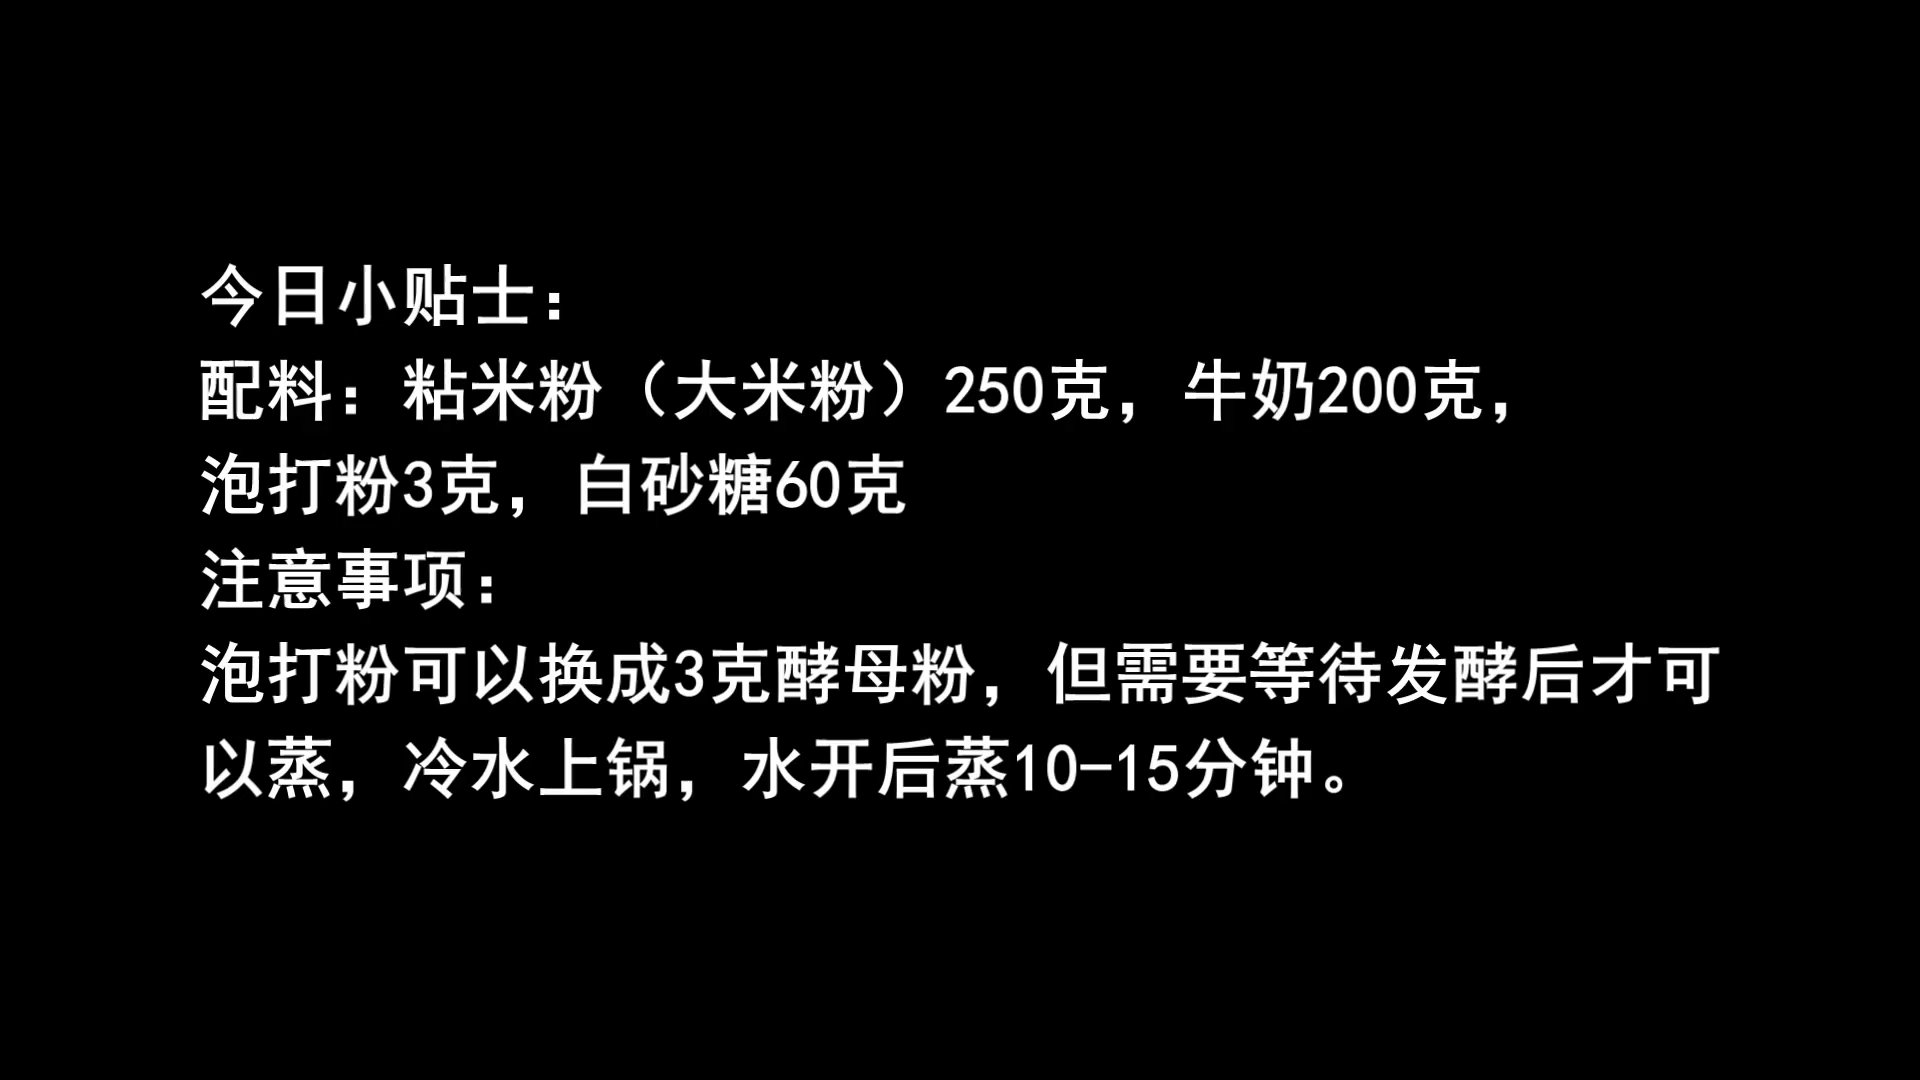 今日小贴士：
配料：粘米粉（大米粉）250克，牛奶200克，
泡打粉3克，白砂糖60克
注意事项：
泡打粉可以换成3克酵母粉，但需要等待发酵后才可
以蒸，冷水上锅，水开后蒸10-15分钟。